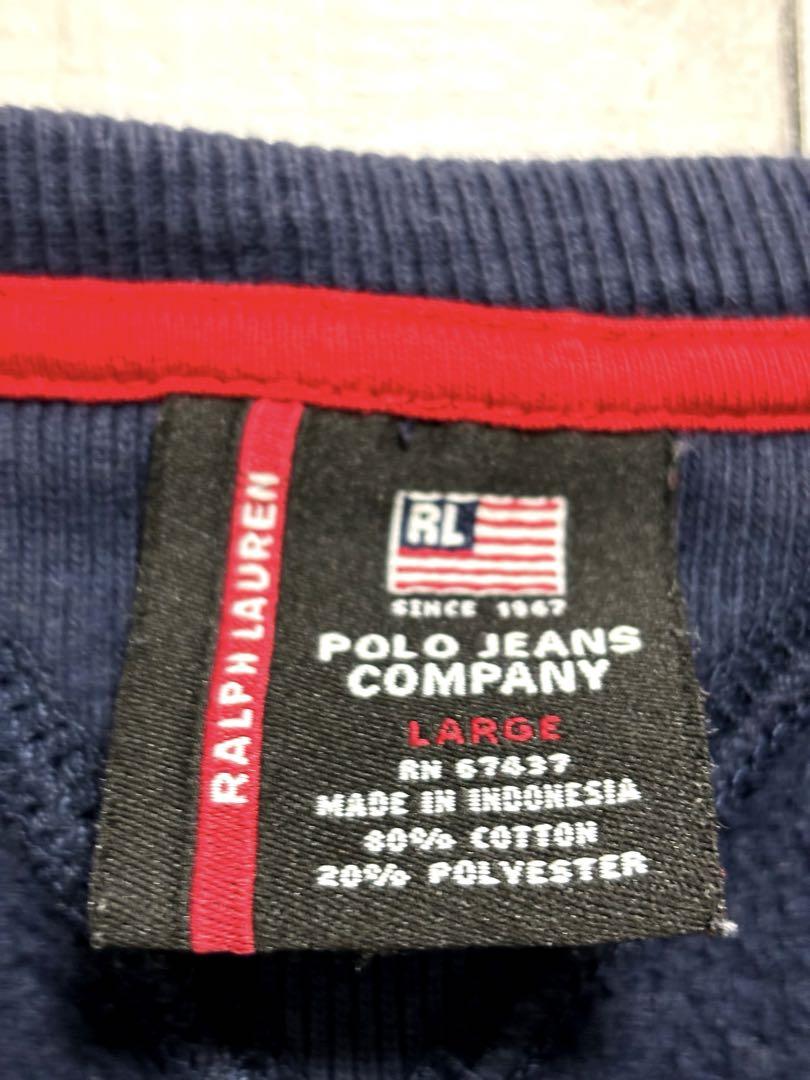 RALPH LAUREN
RL
SINCE 1967
POLO JEANS
COMPANY
LARGE
RN 67437
MADE IN INDONESIA
80% COTTON
20% POLYESTER